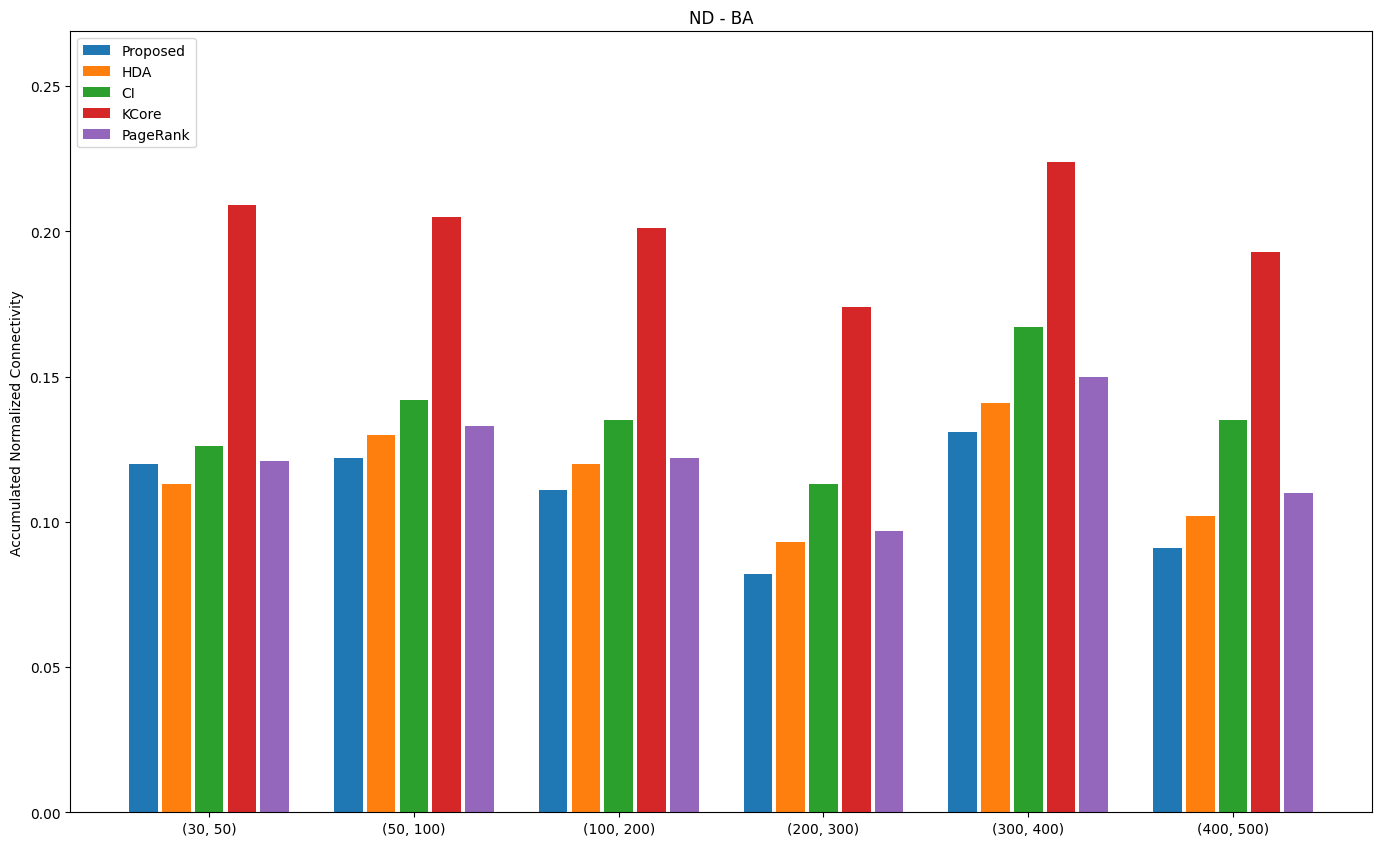 ND - BA
Proposed
HDA
CI
KCore
PageRank
Accumulated Normalized Connectivity
0.25
0.20
0.15
0.10
0.05
0.00
(30, 50) (50, 100) (100, 200) (200, 300) (300, 400) (400, 500)